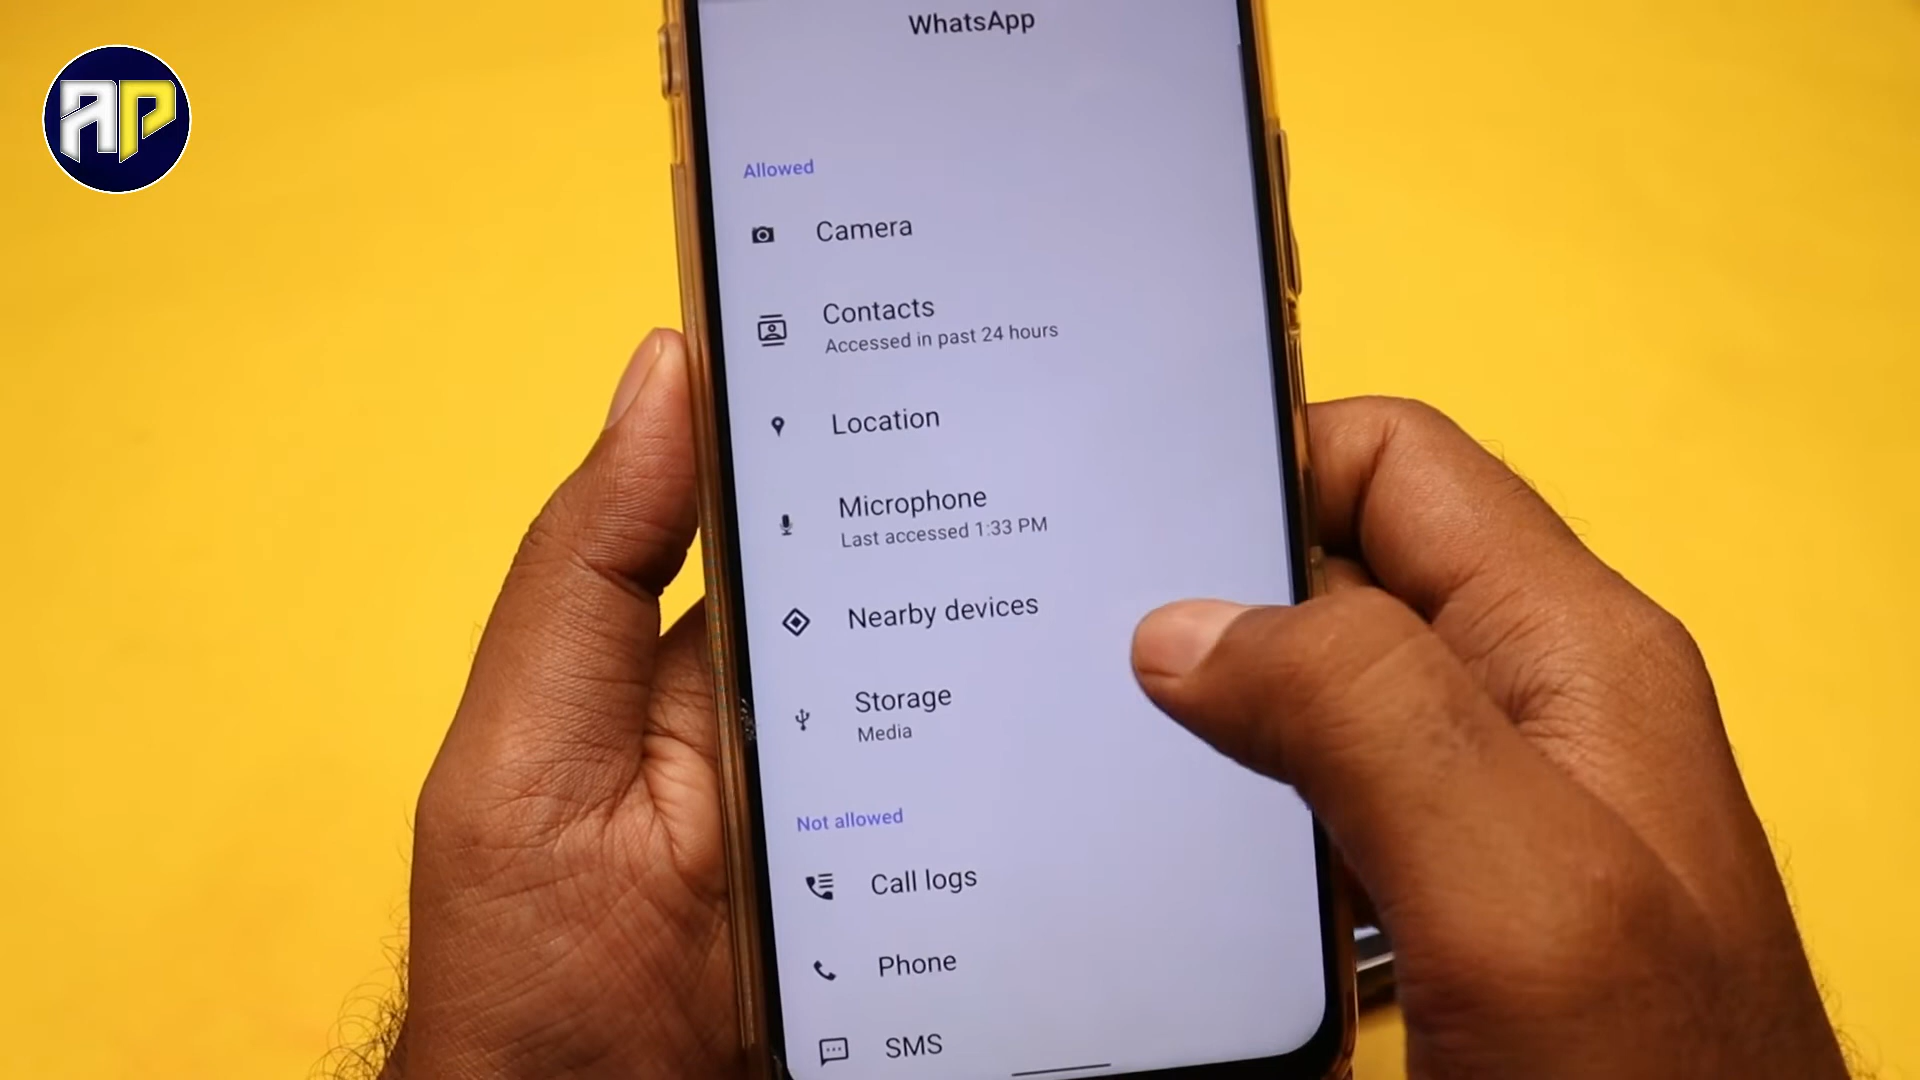 AP
WhatsApp
Allowed
Camera
Contacts
Accessed in past 24 hours
Location
Microphone
Last accessed 1:33 PM
Nearby devices
Storage
Media
Not allowed
Call logs
Phone
SMS